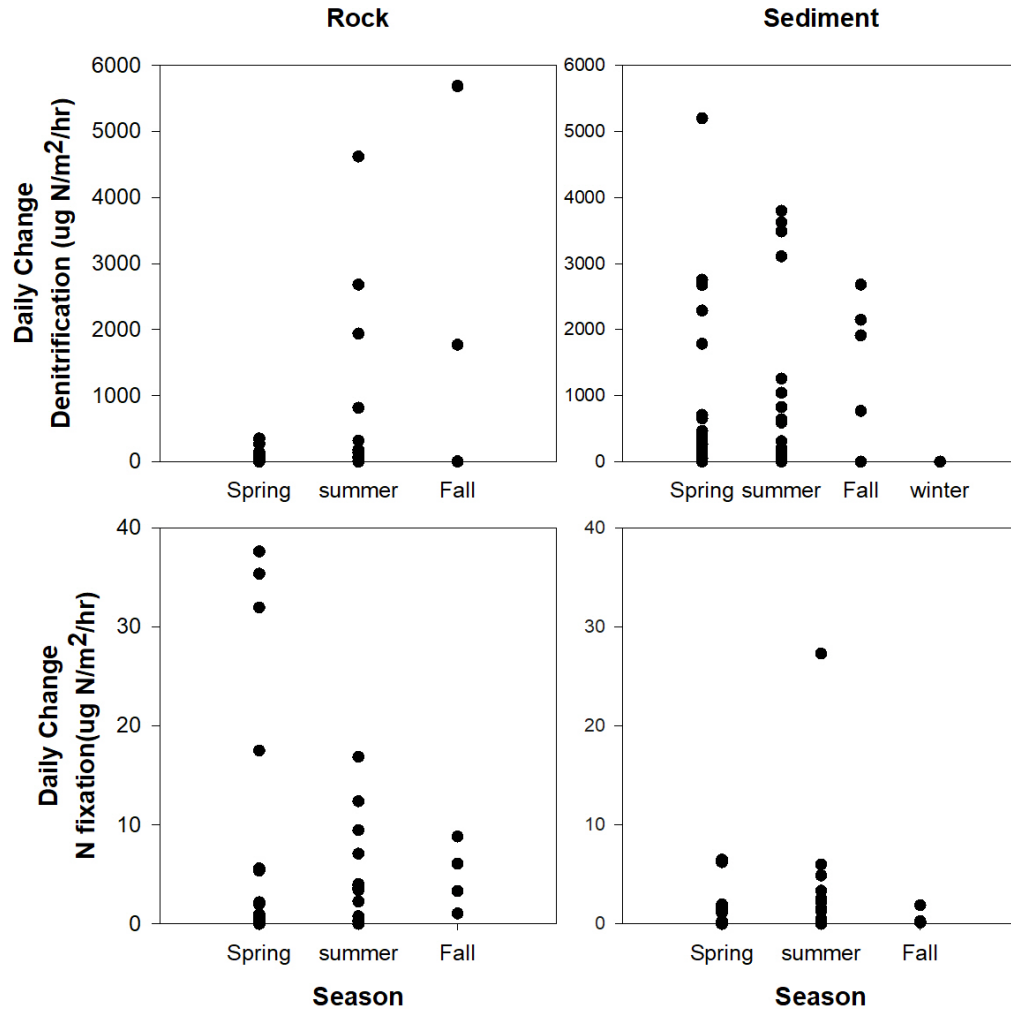 Rock
Sediment
Daily Change
Denitrification (ug N/m²/hr)
6000
5000
4000
3000
2000
1000
0
Spring summer Fall
6000
5000
4000
3000
2000
1000
0
Spring summer Fall winter
Daily Change
N fixation(ug N/m²/hr)
40
30
20
10
0
Spring summer Fall
Season
40
30
20
10
0
Spring summer Fall
Season